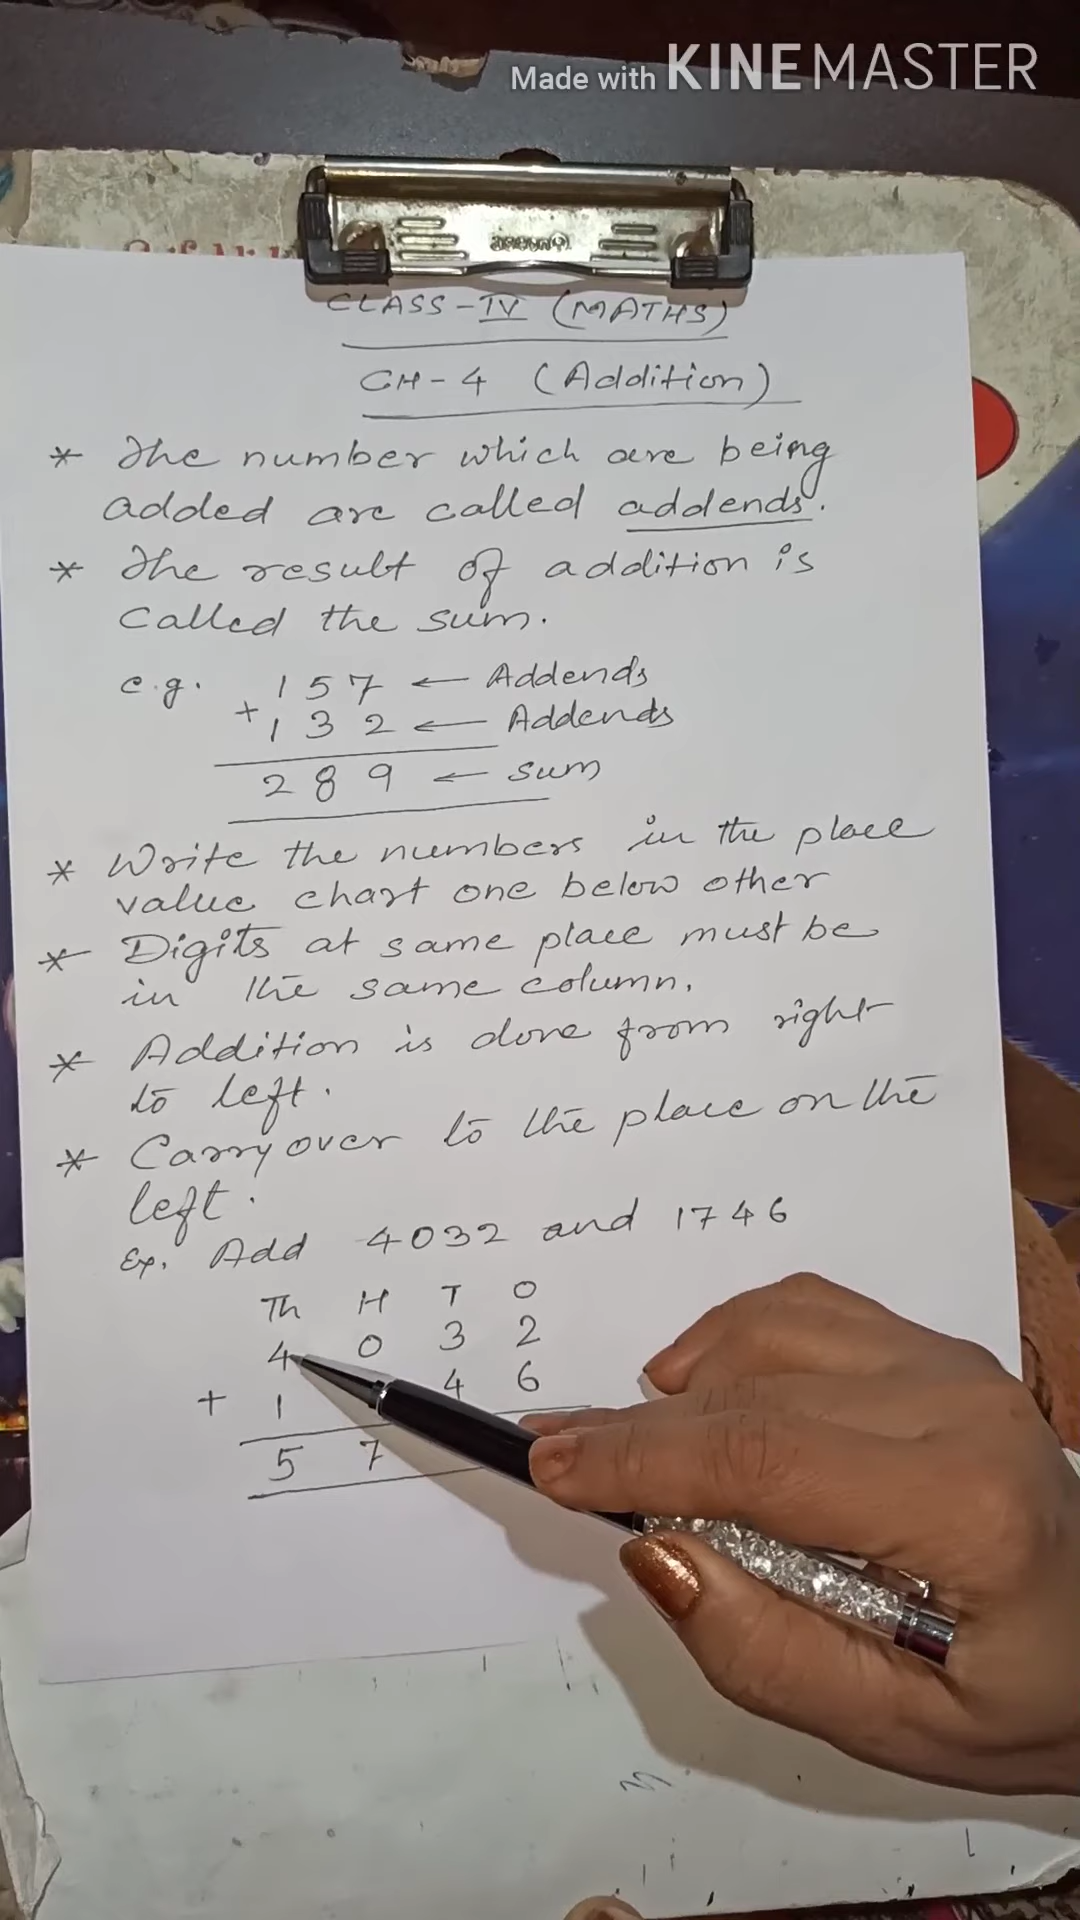 Made with KINEMASTER
CLASS-IV (MATHS)
CH-4 (Addition)
* The number which are being
added are called addends.
* The result of addition is
called the sum.
e.g. 157 ← Addends
+ 132 ← Addends
289 ← sum
* Write the numbers in the place
value chart one below other
* Digits at same place must be
in the same column.
* Addition is done from right
to left.
* Carryover to the place on the
left.
Ex. Add 4032 and 1746
Th H T O
4 0 3 2
+ 1 4 6
5 7